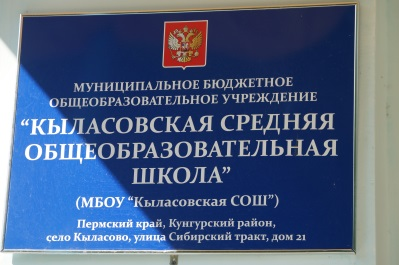 МУНИЦИПАЛЬНОЕ БЮДЖЕТНОЕ
ОБЩЕОБРАЗОВАТЕЛЬНОЕ УЧРЕЖДЕНИЕ
“КЫЛАСОВСКАЯ СРЕДНЯЯ
ОБЩЕОБРАЗОВАТЕЛЬНАЯ
ШКОЛА”
(МБОУ “Кыласовская СОШ”)
Пермский край, Кунгурский район,
село Кыласово, улица Сибирский тракт, дом 21